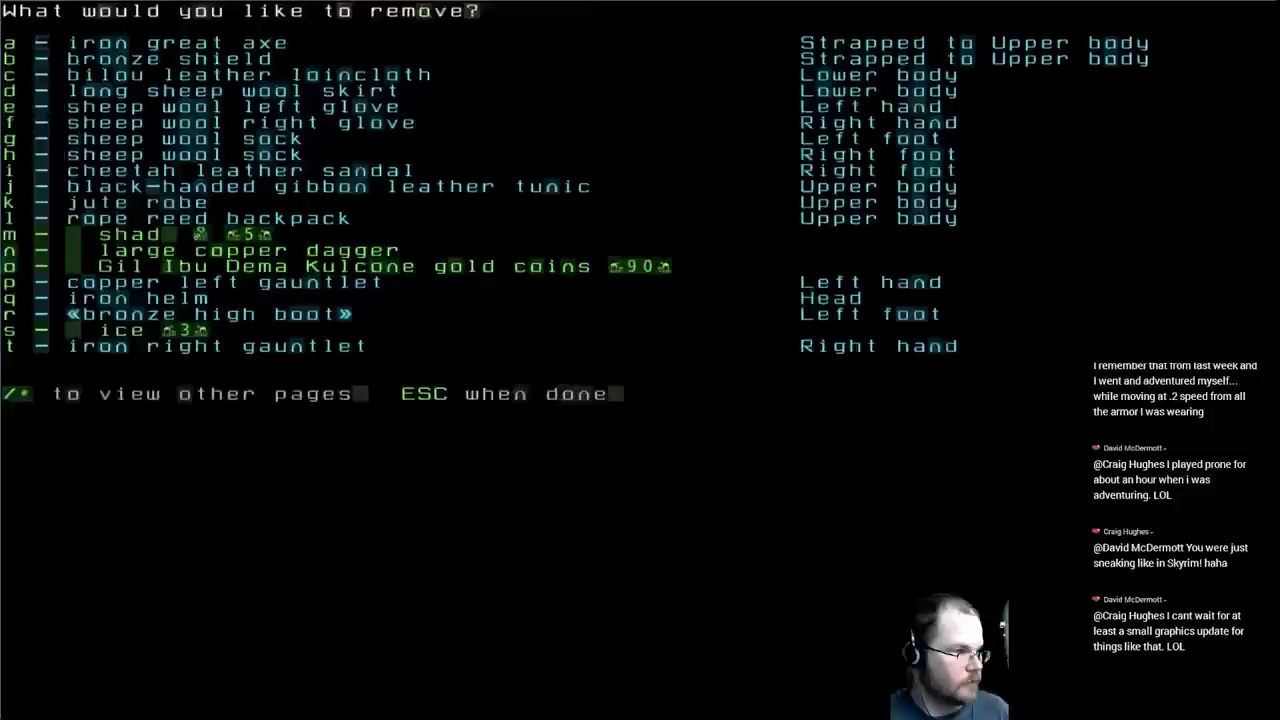 What would you like to remove?
a - iron great axe Strapped to Upper body
b - bronze shield Strapped to Upper body
c - bilou leather loincloth Lower body
d - long sheep wool skirt Lower body
e - sheep wool left glove Left hand
f - sheep wool right glove Right hand
g - sheep wool sock Left foot
h - sheep wool sock Right foot
i - cheetah leather sandal Right foot
j - black-handed gibbon leather tunic Upper body
k - jute robe Upper body
l - rope reed backpack Upper body
m - shad 5
n - large copper dagger
o - Gil Ibu Dema Kulcone gold coins 90
p - copper left gauntlet Left hand
q - iron helm Head
r - «bronze high boot» Left foot
s - ice 3
t - iron right gauntlet Right hand
/* to view other pages ESC when done
I remember that from last week and
I went and adventured myself...
while moving at .2 speed from all
the armor I was wearing
David McDermott -
@Craig Hughes I played prone for
about an hour when i was
adventuring. LOL
Craig Hughes -
@David McDermott You were just
sneaking like in Skyrim! haha
David McDermott -
@Craig Hughes I cant wait for at
least a small graphics update for
things like that. LOL